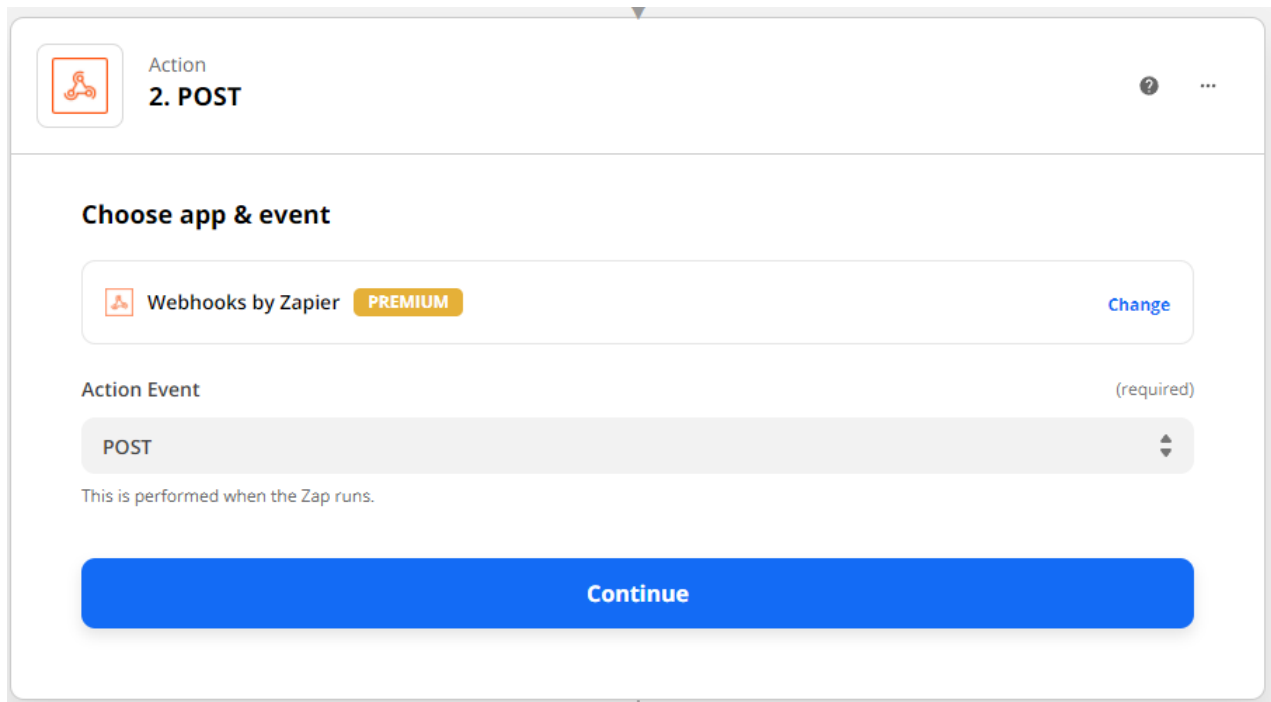 Action
2. POST
Choose app & event
Webhooks by Zapier PREMIUM Change
Action Event (required)
POST
This is performed when the Zap runs.
Continue